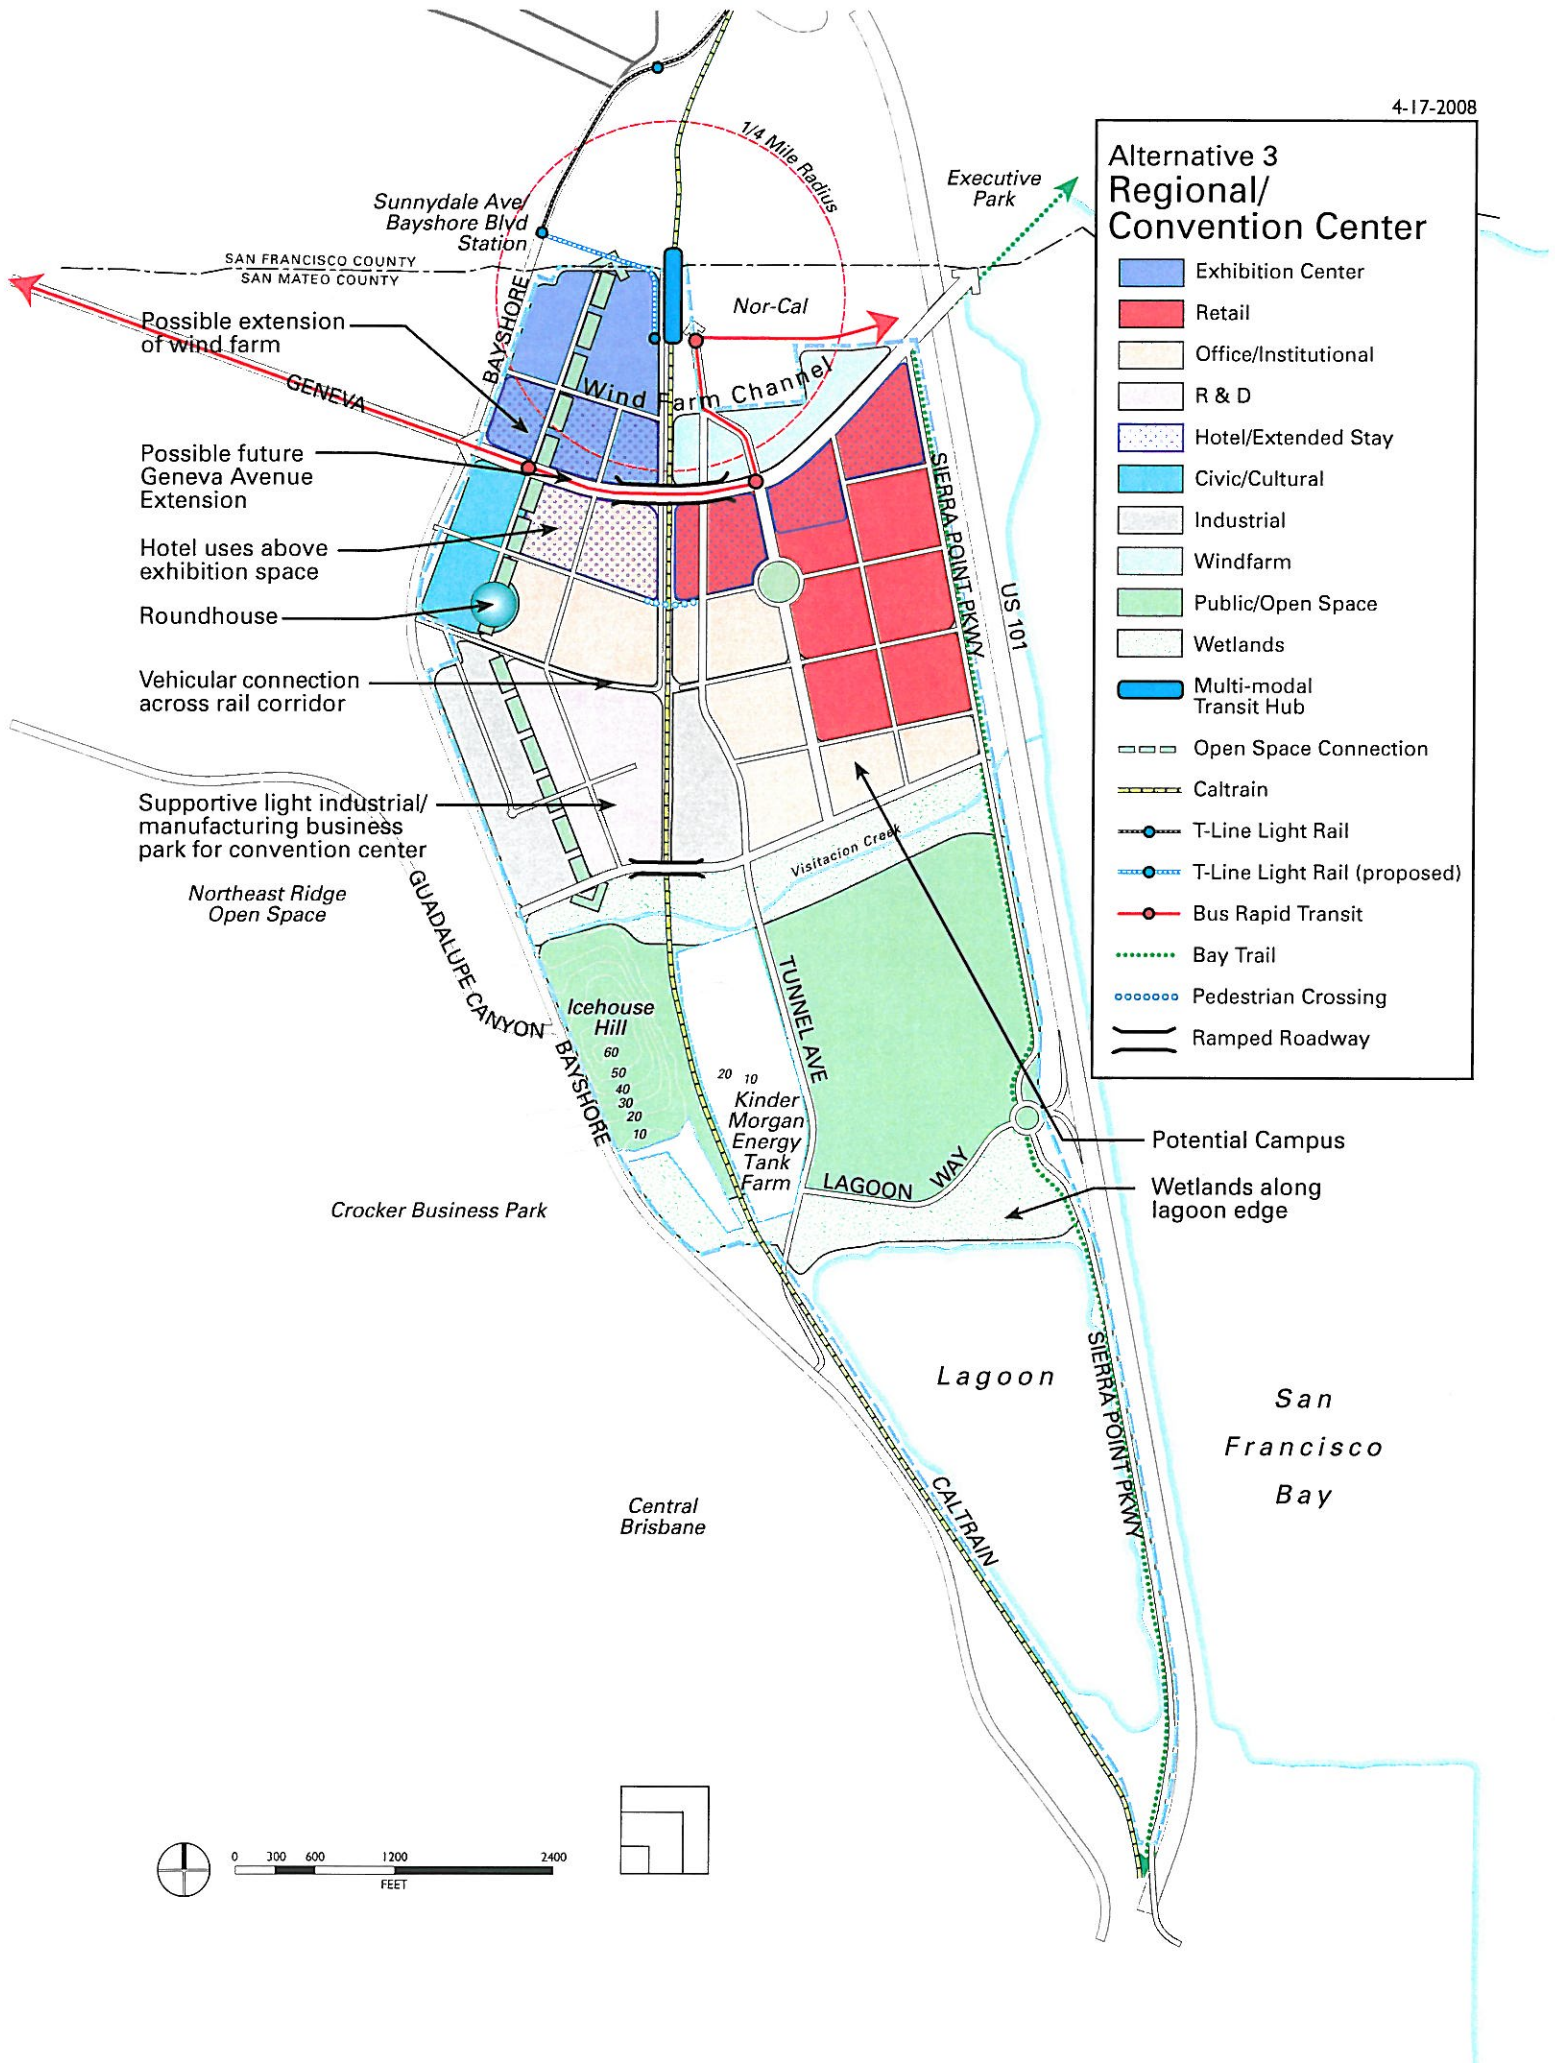 4-17-2008
Alternative 3
Regional/
Convention Center
Exhibition Center
Retail
Office/Institutional
R & D
Hotel/Extended Stay
Civic/Cultural
Industrial
Windfarm
Public/Open Space
Wetlands
Multi-modal
Transit Hub
Open Space Connection
Caltrain
T-Line Light Rail
T-Line Light Rail (proposed)
Bus Rapid Transit
Bay Trail
Pedestrian Crossing
Ramped Roadway
1/4 Mile Radius
Executive
Park
Sunnydale Ave/
Bayshore Blvd
Station
SAN FRANCISCO COUNTY
SAN MATEO COUNTY
BAYSHORE
Nor-Cal
Possible extension
of wind farm
GENEVA
Wind Farm Channel
Possible future
Geneva Avenue
Extension
Hotel uses above
exhibition space
Roundhouse
SIERRA POINT PKWY
US 101
Vehicular connection
across rail corridor
Supportive light industrial/
manufacturing business
park for convention center
Visitacion Creek
Northeast Ridge
Open Space
GUADALUPE CANYON
BAYSHORE
Icehouse
Hill
60
50
40
30
20
10
TUNNEL AVE
20 10
Kinder
Morgan
Energy
Tank
Farm
LAGOON WAY
Potential Campus
Wetlands along
lagoon edge
Crocker Business Park
Lagoon
SIERRA POINT PKWY
San
Francisco
Bay
CALTRAIN
Central
Brisbane
0 300 600 1200 2400
FEET